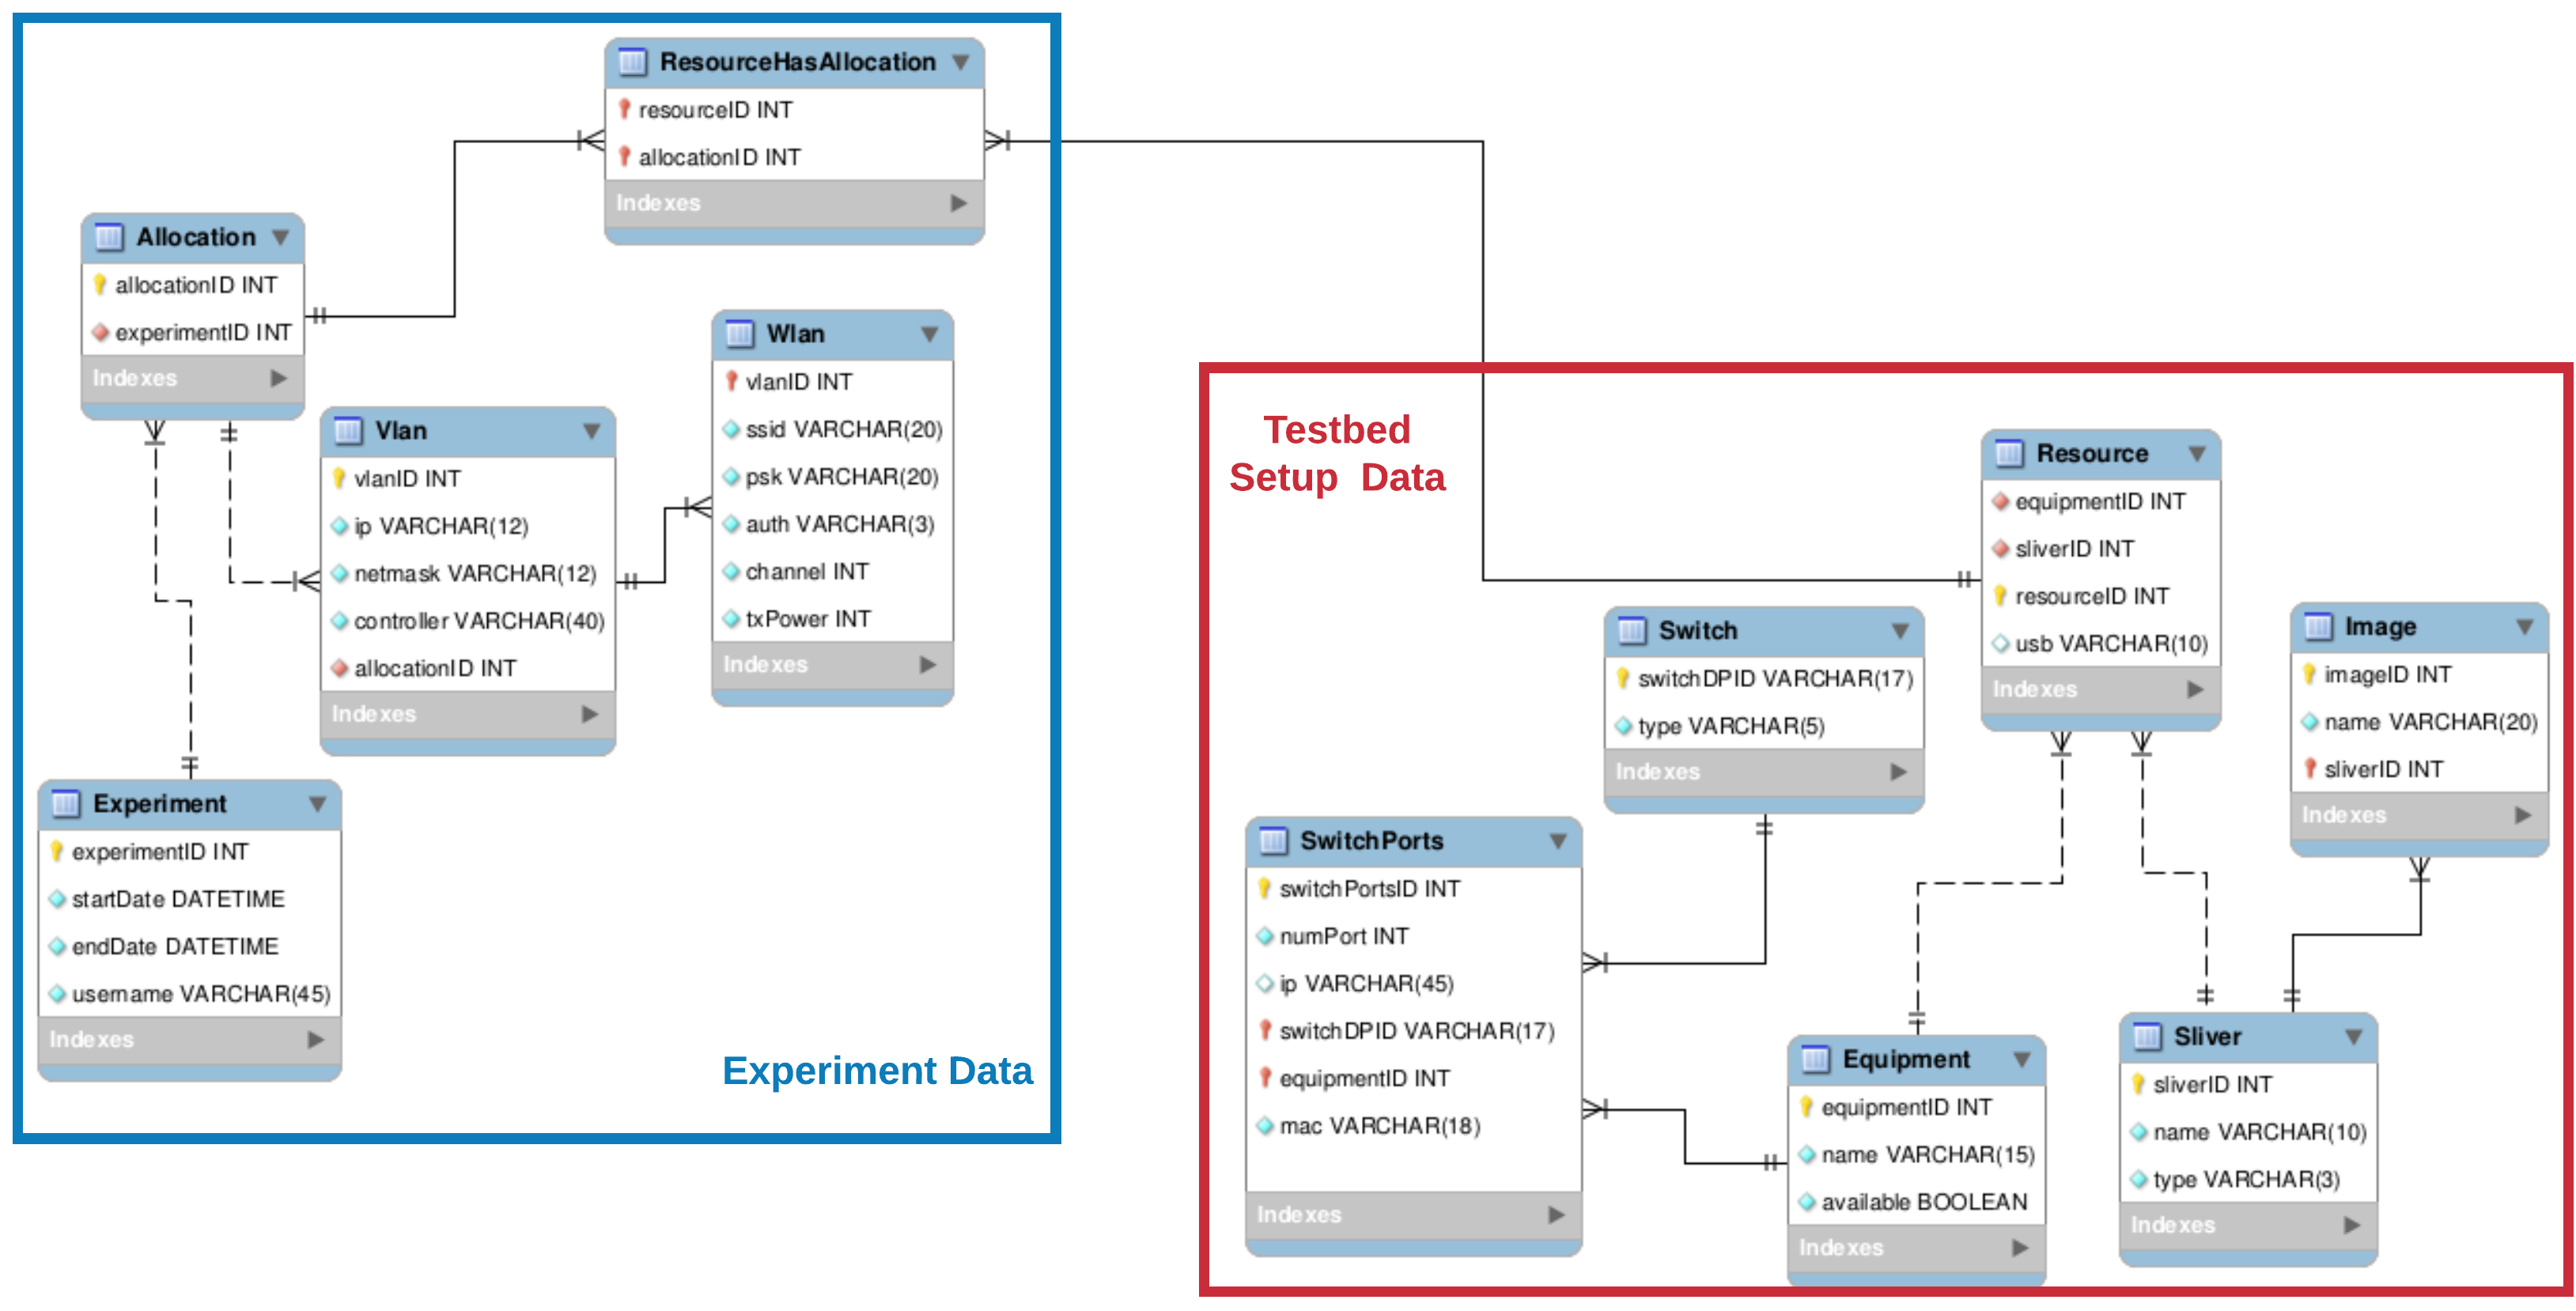 ResourceHasAllocation
resourceID INT
allocationID INT
Indexes
Allocation
allocationID INT
experimentID INT
Indexes
Wlan
vlanID INT
ssid VARCHAR(20)
psk VARCHAR(20)
auth VARCHAR(3)
channel INT
txPower INT
Indexes
Vlan
vlanID INT
ip VARCHAR(12)
netmask VARCHAR(12)
controller VARCHAR(40)
allocationID INT
Indexes
Experiment
experimentID INT
startDate DATETIME
endDate DATETIME
username VARCHAR(45)
Indexes
Experiment Data
Testbed
Setup Data
Resource
equipmentID INT
sliverID INT
resourceID INT
usb VARCHAR(10)
Indexes
Switch
switchDPID VARCHAR(17)
type VARCHAR(5)
Indexes
Image
imageID INT
name VARCHAR(20)
sliverID INT
Indexes
SwitchPorts
switchPortsID INT
numPort INT
ip VARCHAR(45)
switchDPID VARCHAR(17)
equipmentID INT
mac VARCHAR(18)
Indexes
Equipment
equipmentID INT
name VARCHAR(15)
available BOOLEAN
Indexes
Sliver
sliverID INT
name VARCHAR(10)
type VARCHAR(3)
Indexes